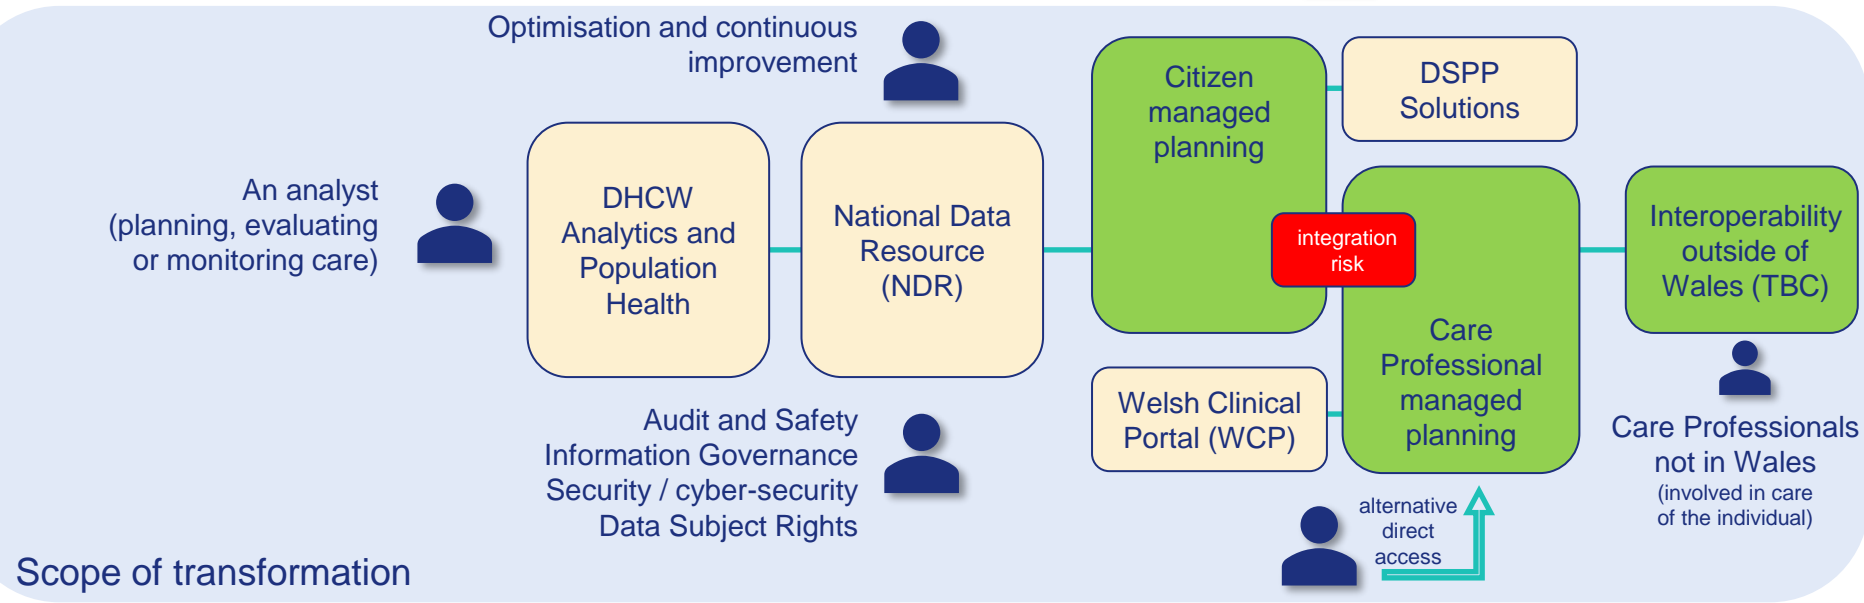 Optimisation and continuous
improvement
An analyst
(planning, evaluating
or monitoring care)
DHCW
Analytics and
Population
Health
National Data
Resource
(NDR)
Citizen
managed
planning
DSPP
Solutions
integration
risk
Care
Professional
managed
planning
Interoperability
outside of
Wales (TBC)
Welsh Clinical
Portal (WCP)
Audit and Safety
Information Governance
Security / cyber-security
Data Subject Rights
alternative
direct
access
Care Professionals
not in Wales
(involved in care
of the individual)
Scope of transformation